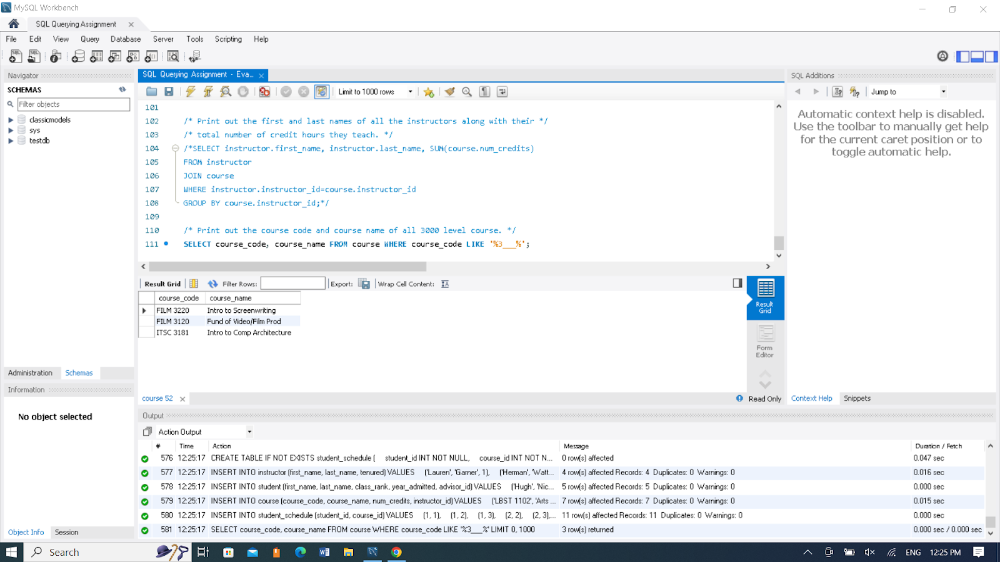 MySQL Workbench
SQL Querying Assignment
File Edit View Query Database Server Tools Scripting Help
Navigator
SCHEMAS
Filter objects
classicmodels
sys
testdb
Administration Schemas
Information
No object selected
Object Info Session
SQL Querying Assignment - Eva...
Limit to 1000 rows
101
102 /* Print out the first and last names of all the instructors along with their */
103 /* total number of credit hours they teach. */
104 /*SELECT instructor.first_name, instructor.last_name, SUM(course.num_credits)
105 FROM instructor
106 JOIN course
107 WHERE instructor.instructor_id=course.instructor_id
108 GROUP BY course.instructor_id;*/
109
110 /* Print out the course code and course name of all 3000 level course. */
111 SELECT course_code, course_name FROM course WHERE course_code LIKE '%3___%';
Result Grid Filter Rows: Export: Wrap Cell Content:
course_code course_name
FILM 3220 Intro to Screenwriting
FILM 3120 Fund of Video/Film Prod
ITSC 3181 Intro to Comp Architecture
Result
Grid
Form
Editor
course 52
Read Only
SQL Additions
Jump to
Automatic context help is disabled.
Use the toolbar to manually get help
for the current caret position or to
toggle automatic help.
Context Help Snippets
Output
Action Output
# Time Action Message Duration / Fetch
576 12:25:17 CREATE TABLE IF NOT EXISTS student_schedule ( student_id INT NOT NULL, course_id INT NOT N... 0 row(s) affected 0.047 sec
577 12:25:17 INSERT INTO instructor (first_name, last_name, tenured) VALUES ('Lauren', 'Garner', 1), ('Herman', 'Watt... 4 row(s) affected Records: 4 Duplicates: 0 Warnings: 0 0.016 sec
578 12:25:17 INSERT INTO student (first_name, last_name, class_rank, year_admitted, advisor_id) VALUES ('Hugh', 'Nic... 5 row(s) affected Records: 5 Duplicates: 0 Warnings: 0 0.000 sec
579 12:25:17 INSERT INTO course (course_code, course_name, num_credits, instructor_id) VALUES ('LBST 1102', 'Arts ... 7 row(s) affected Records: 7 Duplicates: 0 Warnings: 0 0.015 sec
580 12:25:17 INSERT INTO student_schedule (student_id, course_id) VALUES (1, 1), (1, 2), (1, 3), (2, 2), (2, 3),... 11 row(s) affected Records: 11 Duplicates: 0 Warnings: 0 0.000 sec
581 12:25:17 SELECT course_code, course_name FROM course WHERE course_code LIKE '%3___%' LIMIT 0, 1000 3 row(s) returned 0.000 sec / 0.000 sec
Search
ENG 12:25 PM